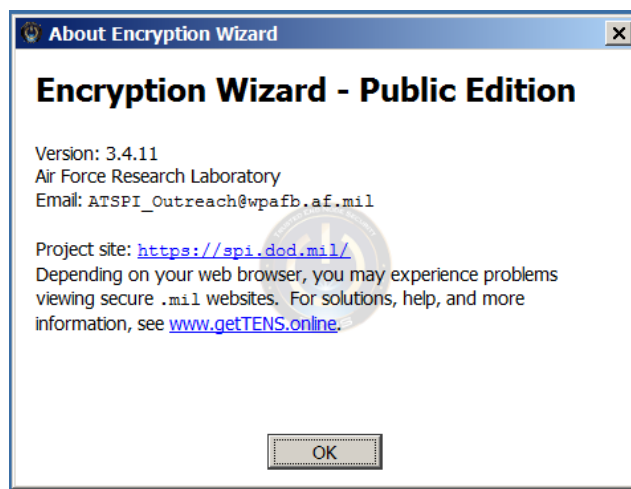 About Encryption Wizard
Encryption Wizard - Public Edition
Version: 3.4.11
Air Force Research Laboratory
Email: ATSPI_Outreach@wpafb.af.mil
Project site: https://spi.dod.mil/
Depending on your web browser, you may experience problems
viewing secure .mil websites.  For solutions, help, and more
information, see www.getTENS.online.
OK